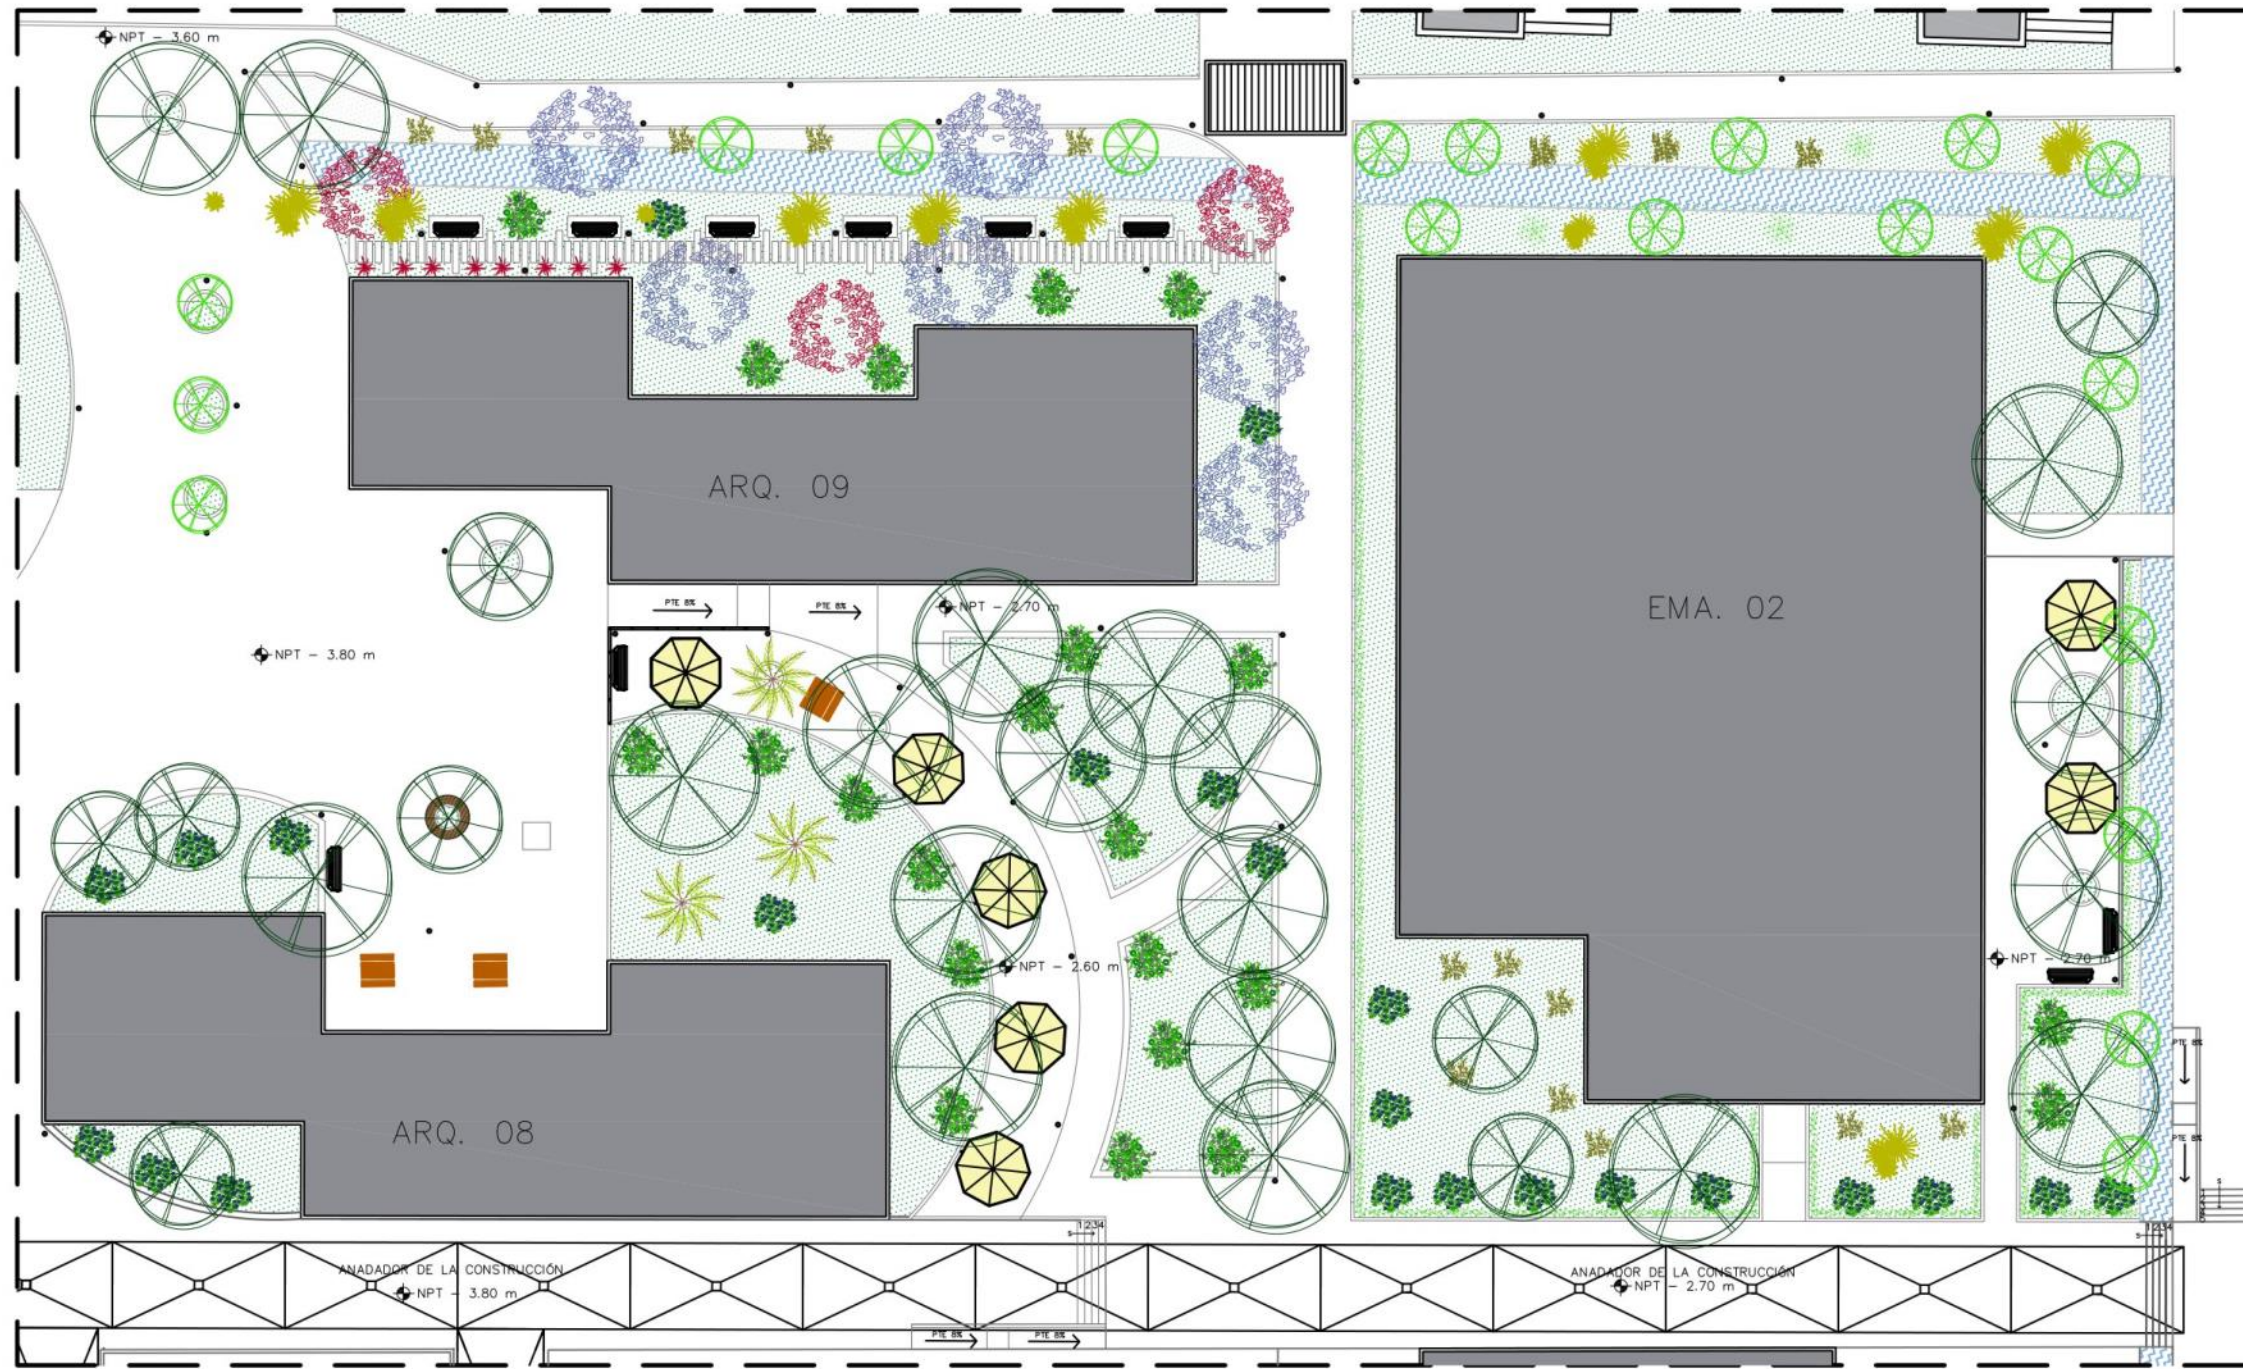 NPT - 3.60 m
ARQ. 09
PTE 8%
PTE 8%
NPT - 2.70 m
EMA. 02
NPT - 3.80 m
NPT - 2.70 m
NPT - 2.60 m
PTE 8%
ARQ. 08
PTE 8%
S
1234
S
1234
S
ANADADOR DE LA CONSTRUCCIÓN
NPT - 3.80 m
ANADADOR DE LA CONSTRUCCIÓN
NPT - 2.70 m
PTE 8%
PTE 8%